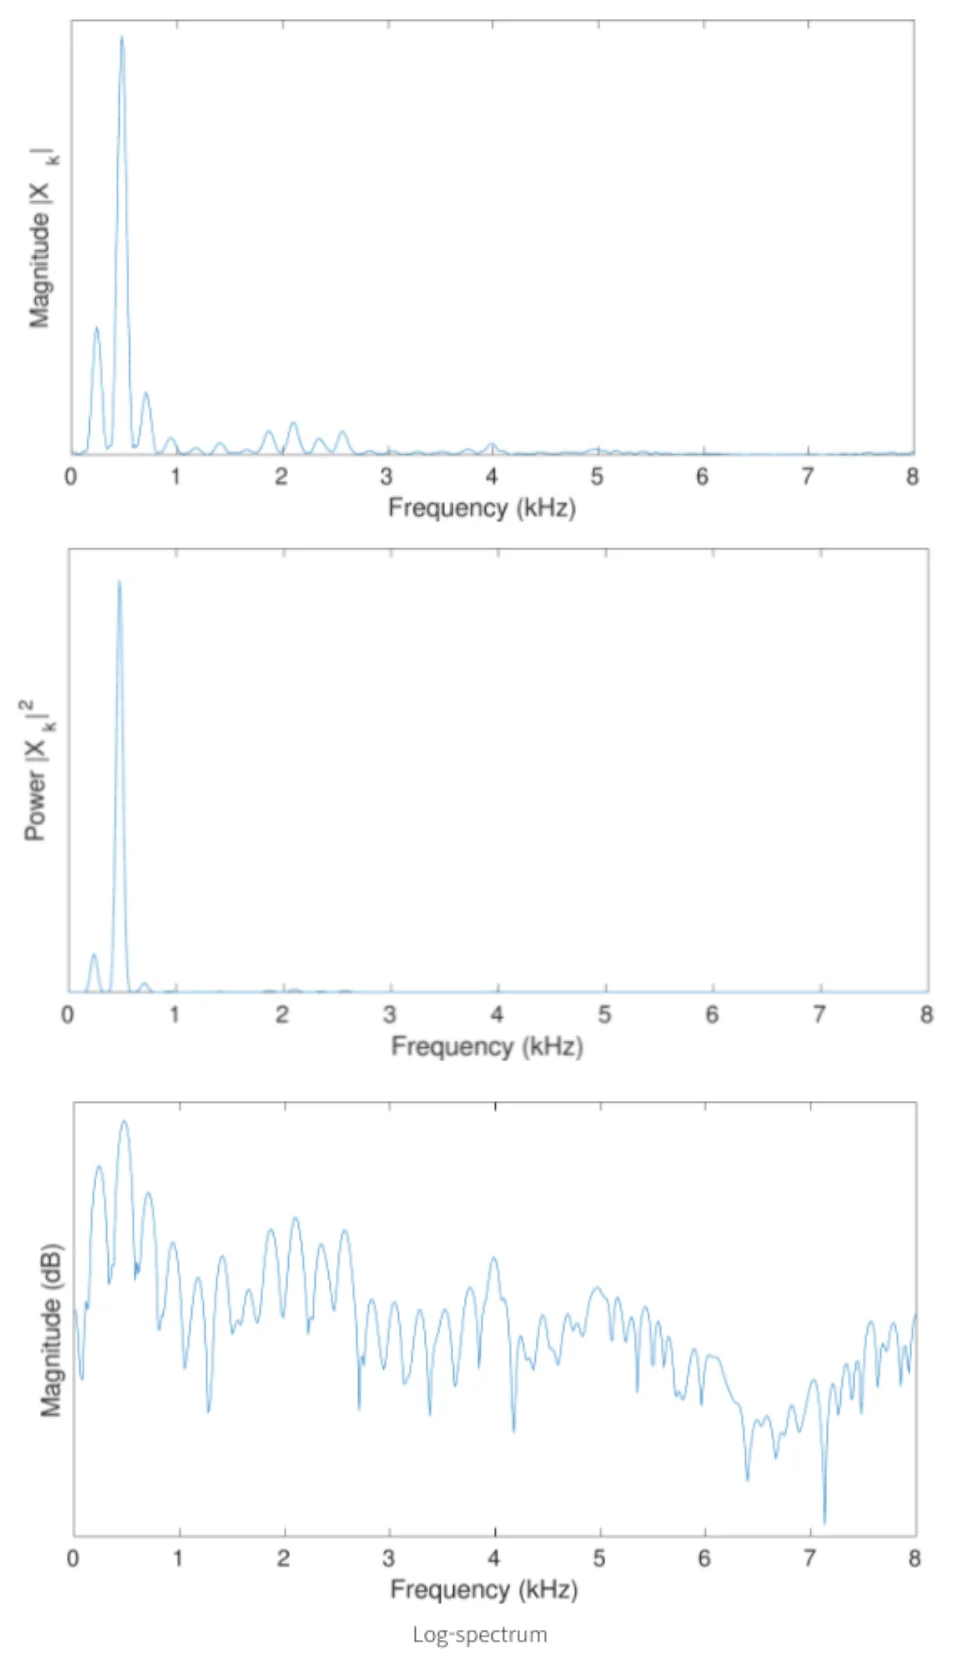 Magnitude |X k|
0 1 2 3 4 5 6 7 8
Frequency (kHz)
Power |X k|2
0 1 2 3 4 5 6 7 8
Frequency (kHz)
Magnitude (dB)
0 1 2 3 4 5 6 7 8
Frequency (kHz)
Log-spectrum